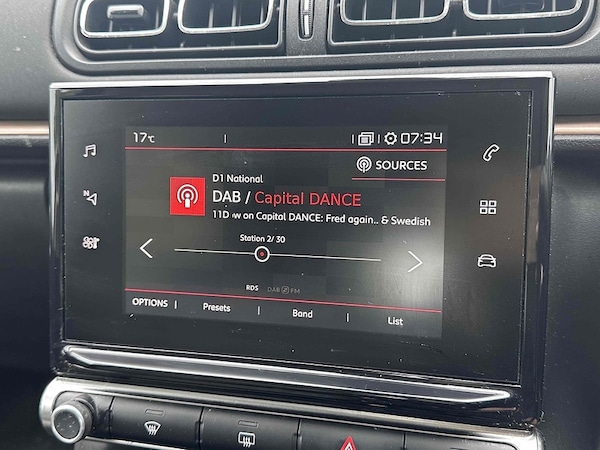 17°C 07:34
SOURCES
D1 National
DAB / Capital DANCE
on Capital DANCE: Fred again.. & Swedish
Station 2/ 30
RDS DAB FM
OPTIONS Presets Band List
N